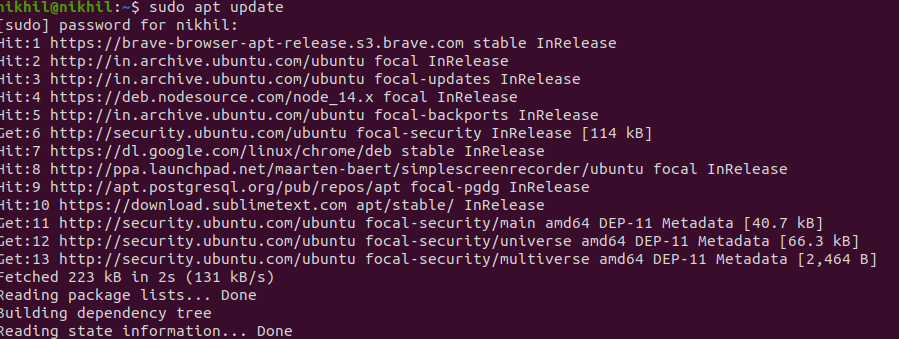 nikhil@nikhil:~$ sudo apt update
[sudo] password for nikhil:
Hit:1 https://brave-browser-apt-release.s3.brave.com stable InRelease
Hit:2 http://in.archive.ubuntu.com/ubuntu focal InRelease
Hit:3 http://in.archive.ubuntu.com/ubuntu focal-updates InRelease
Hit:4 https://deb.nodesource.com/node_14.x focal InRelease
Hit:5 http://in.archive.ubuntu.com/ubuntu focal-backports InRelease
Get:6 http://security.ubuntu.com/ubuntu focal-security InRelease [114 kB]
Hit:7 https://dl.google.com/linux/chrome/deb stable InRelease
Hit:8 http://ppa.launchpad.net/maarten-baert/simplescreenrecorder/ubuntu focal InRelease
Hit:9 http://apt.postgresql.org/pub/repos/apt focal-pgdg InRelease
Hit:10 https://download.sublimetext.com apt/stable/ InRelease
Get:11 http://security.ubuntu.com/ubuntu focal-security/main amd64 DEP-11 Metadata [40.7 kB]
Get:12 http://security.ubuntu.com/ubuntu focal-security/universe amd64 DEP-11 Metadata [66.3 kB]
Get:13 http://security.ubuntu.com/ubuntu focal-security/multiverse amd64 DEP-11 Metadata [2,464 B]
Fetched 223 kB in 2s (131 kB/s)
Reading package lists... Done
Building dependency tree
Reading state information... Done